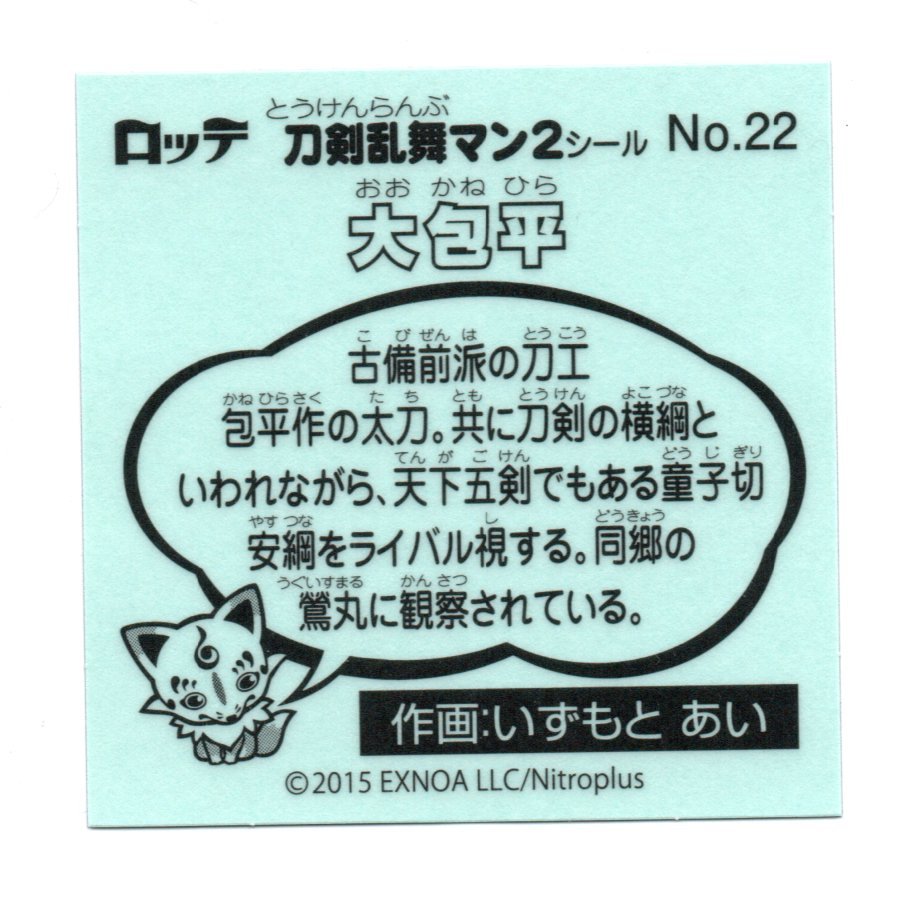 とうけんらんぶ
ロッテ 刀剣乱舞マン2シール No.22
おお かね ひら
大包平
こ びぜん は とう こう
古備前派の刀工
かね ひら さく た ち とも とう けん よこ づな
包平作の太刀。共に刀剣の横綱と
てん が ご けん どう じ ぎり
いわれながら、天下五剣でもある童子切
やす つな し どうきょう
安綱をライバル視する。同郷の
うぐいすまる かん さつ
鶯丸に観察されている。
作画:いずもと あい
©2015 EXNOA LLC/Nitroplus